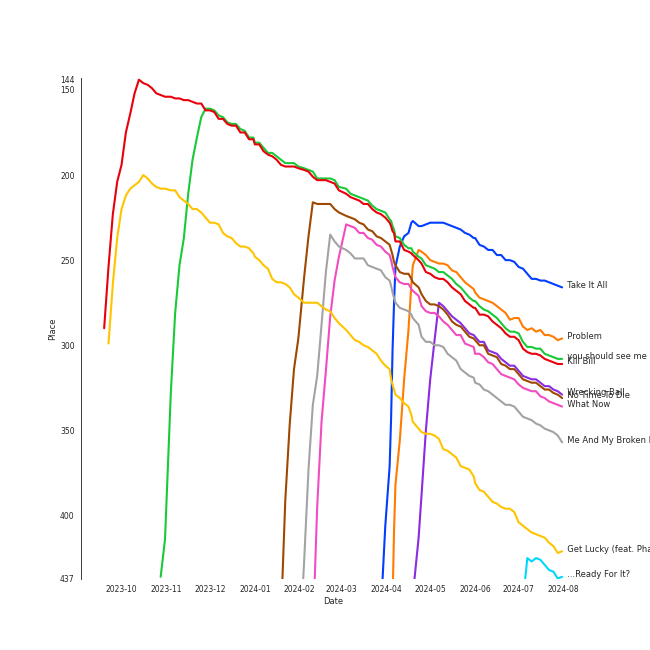 144
150
200
250
300
350
400
437
Place
2023-10
2023-11
2023-12
2024-01
2024-02
2024-03
2024-04
2024-05
2024-06
2024-07
2024-08
Date
Take It All
Problem
you should see me
Kill Bill
Wrecking Ball
No Time To Die
What Now
Me And My Broken
Get Lucky (feat. Pha
...Ready For It?